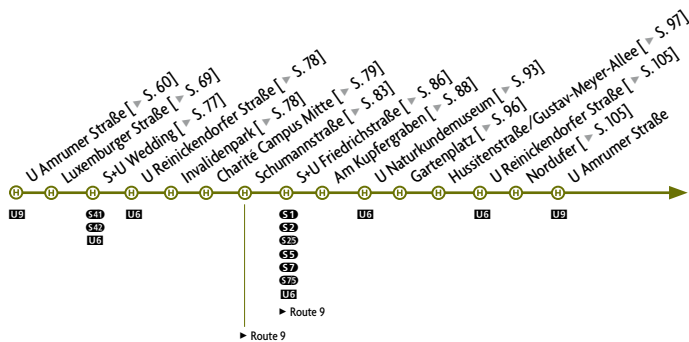 U Amrumer Straße [ ► S. 60]
Luxemburger Straße [ ► S. 69]
S+U Wedding [ ► S. 77]
U Reinickendorfer Straße [ ► S. 78]
Invalidenpark [ ► S. 78]
Charite Campus Mitte [ ► S. 79]
Schumannstraße [ ► S. 83]
S+U Friedrichstraße [ ► S. 86]
Am Kupfergraben [ ► S. 88]
U Naturkundemuseum [ ► S. 93]
Gartenplatz [ ► S. 96]
Hussitenstraße/Gustav-Meyer-Allee [ ► S. 97]
U Reinickendorfer Straße [ ► S. 105]
Nordufer [ ► S. 105]
U Amrumer Straße
H H H H H H H H H H H H H H H
U9 S41 U6 S1 U6 U6 U9
S42 S2
U6 S25
S5
S7
S75
U6
► Route 9
► Route 9